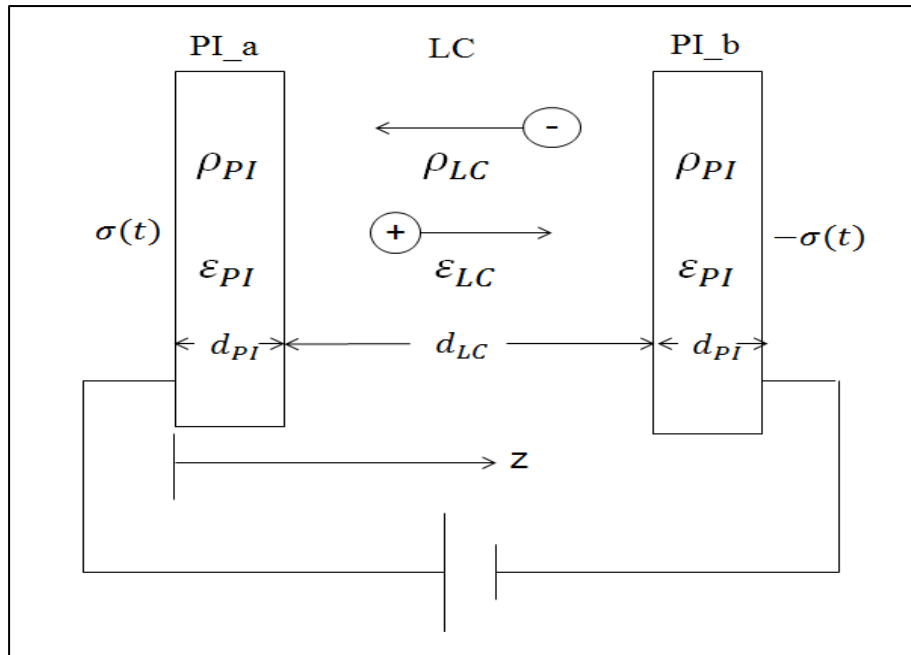 PI_a LC PI_b
-
ρ_PI ρ_LC ρ_PI
σ(t) + −σ(t)
ε_PI ε_LC ε_PI
d_PI d_LC d_PI
z